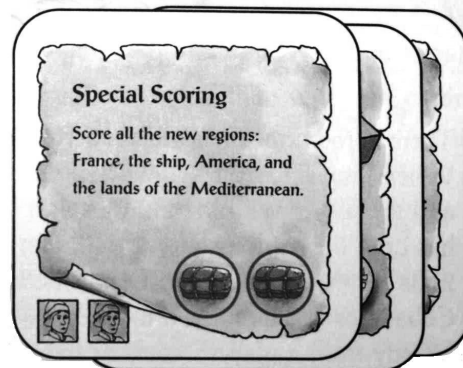 Special Scoring
Score all the new regions:
France, the ship, America, and
the lands of the Mediterranean.